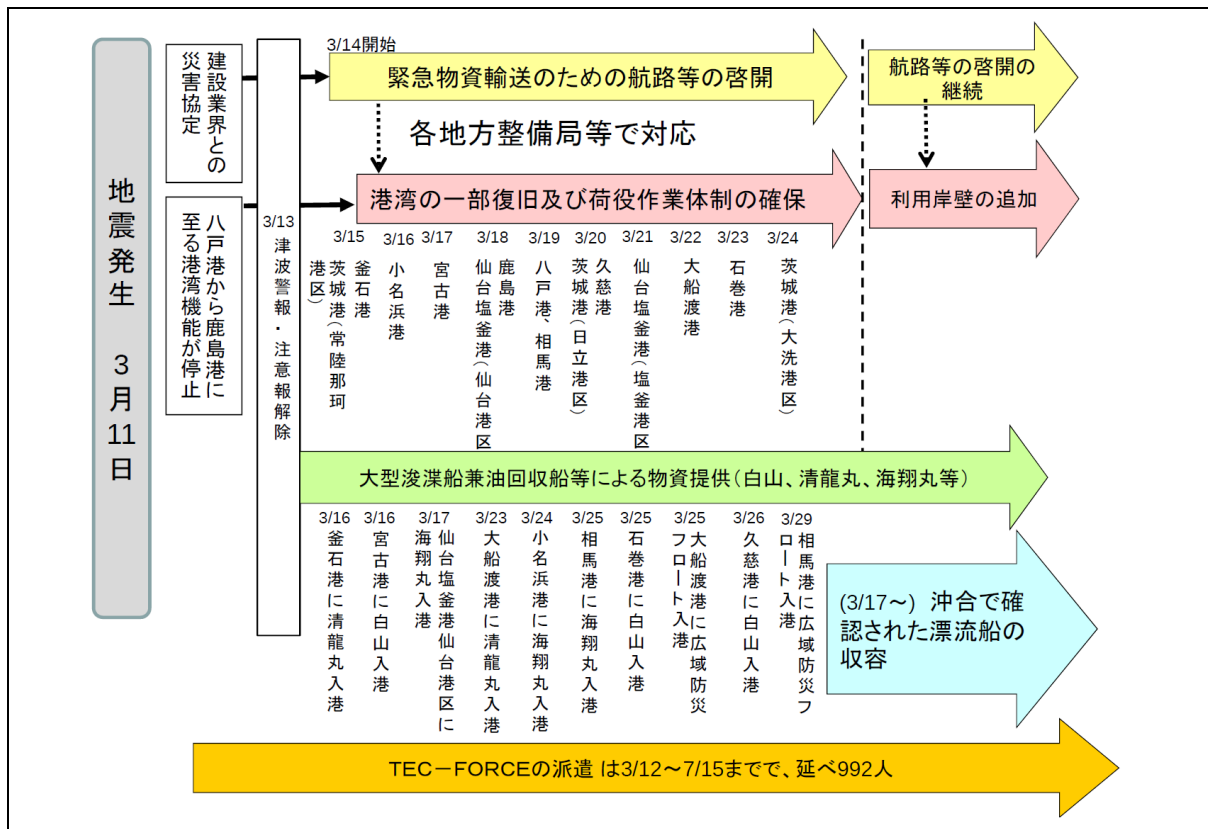 地震発生 3月11日
建設業界との
災害協定
八戸港から鹿島港に
至る港湾機能が停止
3/13
津波警報・注意報解除
3/14開始
緊急物資輸送のための航路等の啓開
航路等の啓開の
継続
各地方整備局等で対応
港湾の一部復旧及び荷役作業体制の確保
利用岸壁の追加
3/15
釜石港
茨城港(常陸那珂
港区)
3/16
小名浜港
3/17
宮古港
3/18
鹿島港
仙台塩釜港(仙台港区
3/19
八戸港、相馬港
3/20
久慈港
茨城港(日立港区)
3/21
仙台塩釜港(塩釜港区
3/22
大船渡港
3/23
石巻港
3/24
茨城港(大洗港区)
大型浚渫船兼油回収船等による物資提供(白山、清龍丸、海翔丸等)
3/16
釜石港に清龍丸入港
3/16
宮古港に白山入港
3/17
仙台塩釜港仙台港区に
海翔丸入港
3/23
大船渡港に清龍丸入港
3/24
小名浜港に海翔丸入港
3/25
相馬港に海翔丸入港
3/25
石巻港に白山入港
3/25
大船渡港に広域防災
フロート入港
3/26
久慈港に白山入港
3/29
相馬港に広域防災フ
ロート入港
(3/17~) 沖合で確
認された漂流船の
収容
TEC-FORCEの派遣 は3/12~7/15までで、延べ992人